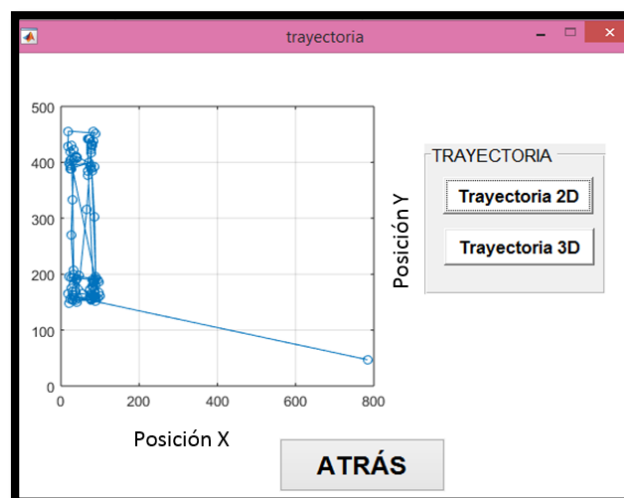 trayectoria
500
400
300
200
100
0
0 200 400 600 800
Posición X
Posición Y
TRAYECTORIA
Trayectoria 2D
Trayectoria 3D
ATRÁS